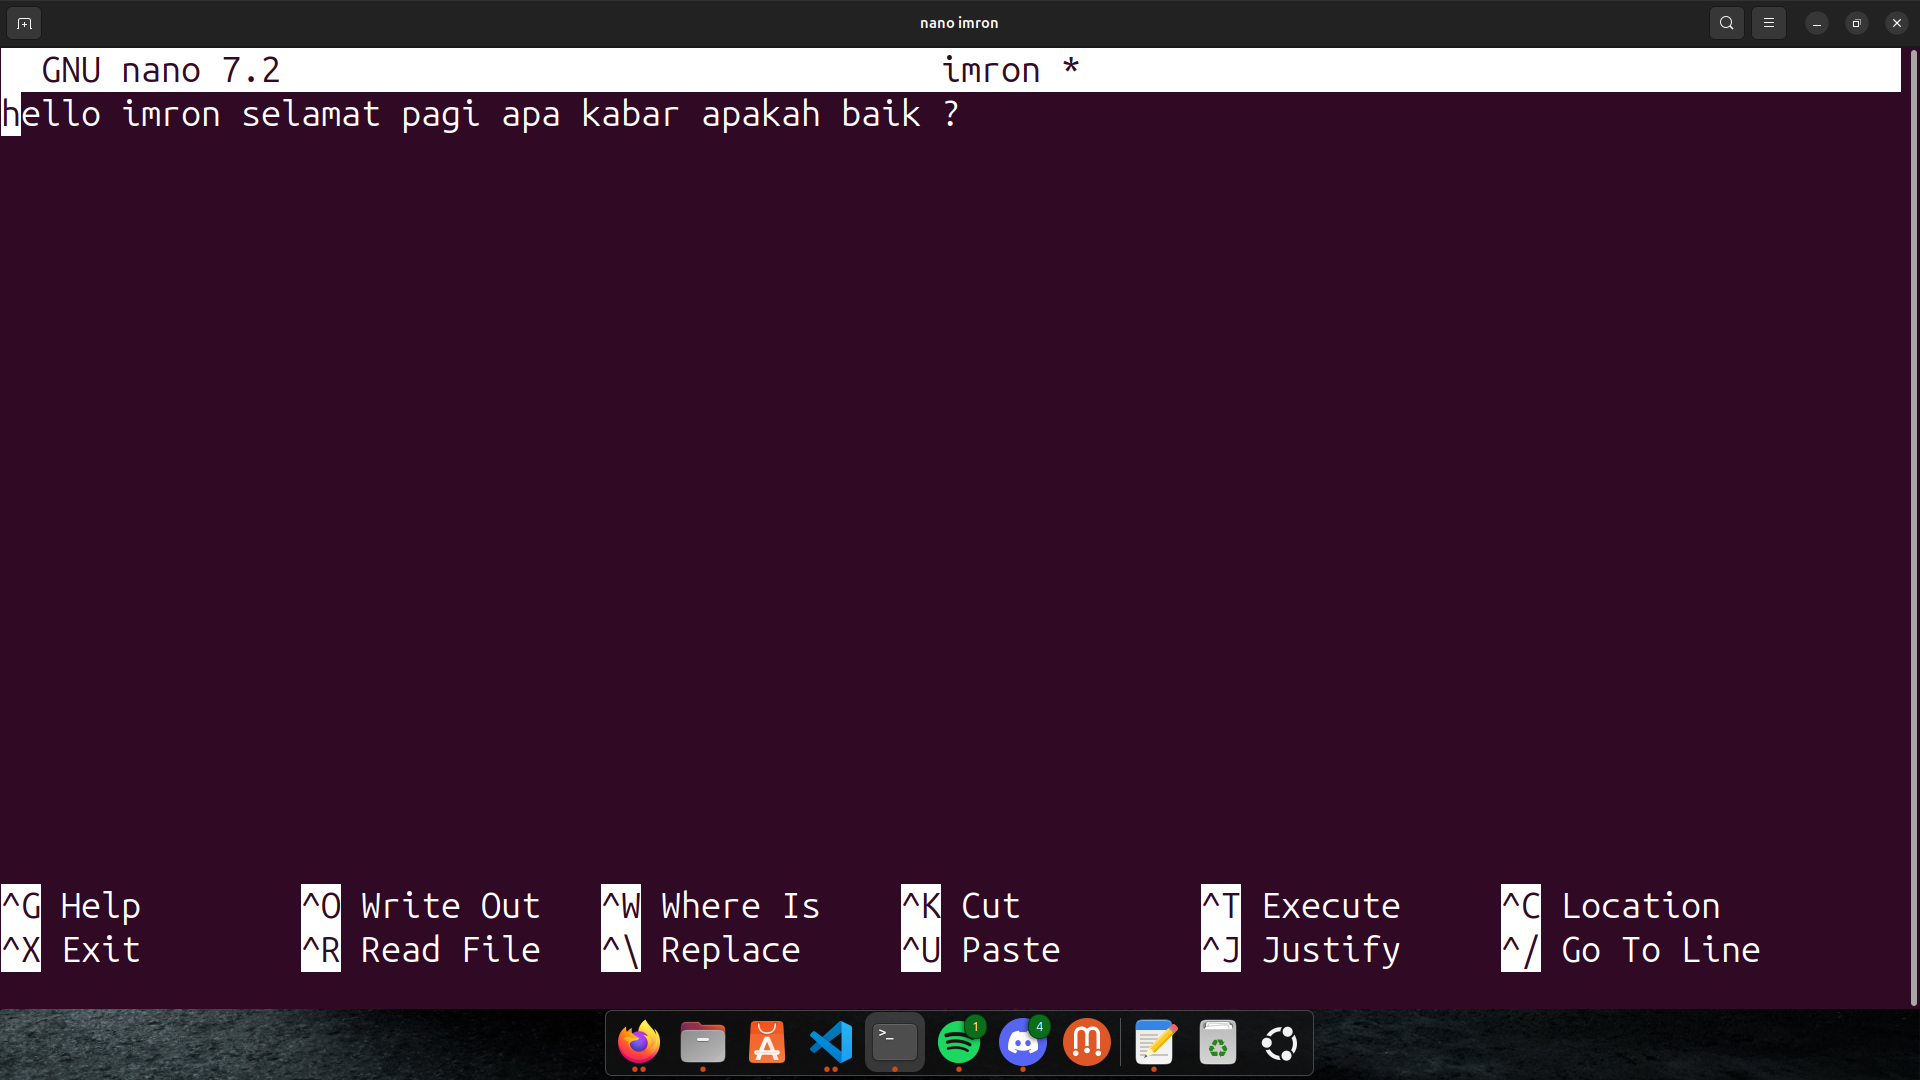 nano imron
GNU nano 7.2 imron *
hello imron selamat pagi apa kabar apakah baik ?
^G Help ^O Write Out ^W Where Is ^K Cut ^T Execute ^C Location
^X Exit ^R Read File ^\ Replace ^U Paste ^J Justify ^/ Go To Line
>_ 1 4